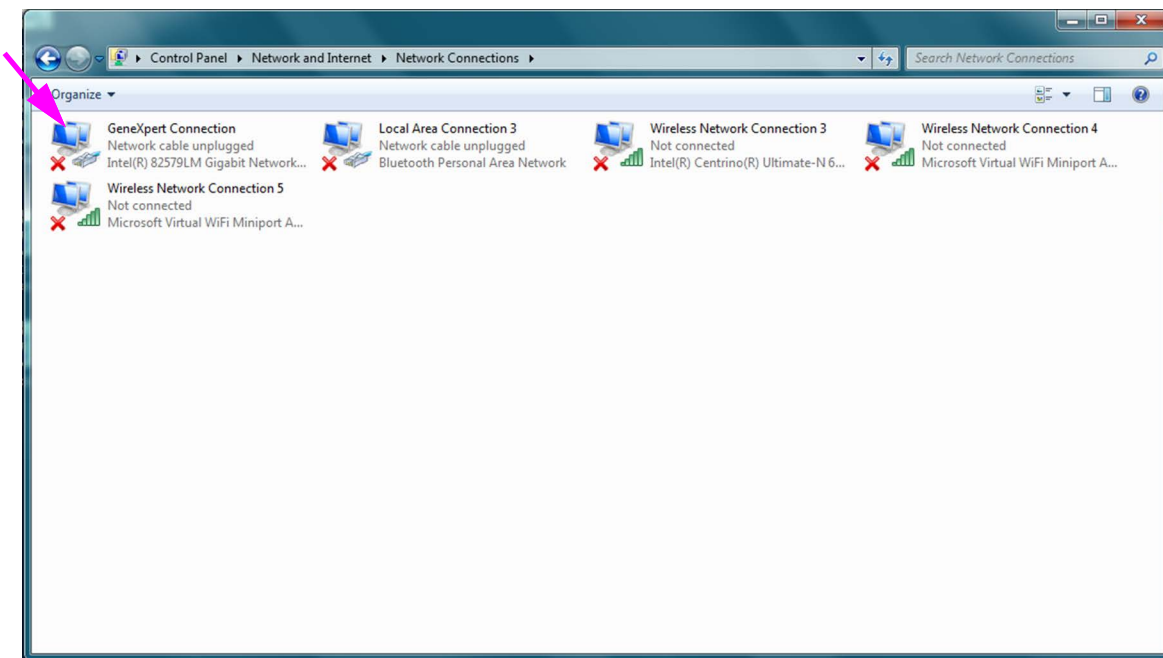 Control Panel ▸ Network and Internet ▸ Network Connections ▸
Search Network Connections
Organize
GeneXpert Connection
Network cable unplugged
Intel(R) 82579LM Gigabit Network...
Local Area Connection 3
Network cable unplugged
Bluetooth Personal Area Network
Wireless Network Connection 3
Not connected
Intel(R) Centrino(R) Ultimate-N 6...
Wireless Network Connection 4
Not connected
Microsoft Virtual WiFi Miniport A...
Wireless Network Connection 5
Not connected
Microsoft Virtual WiFi Miniport A...